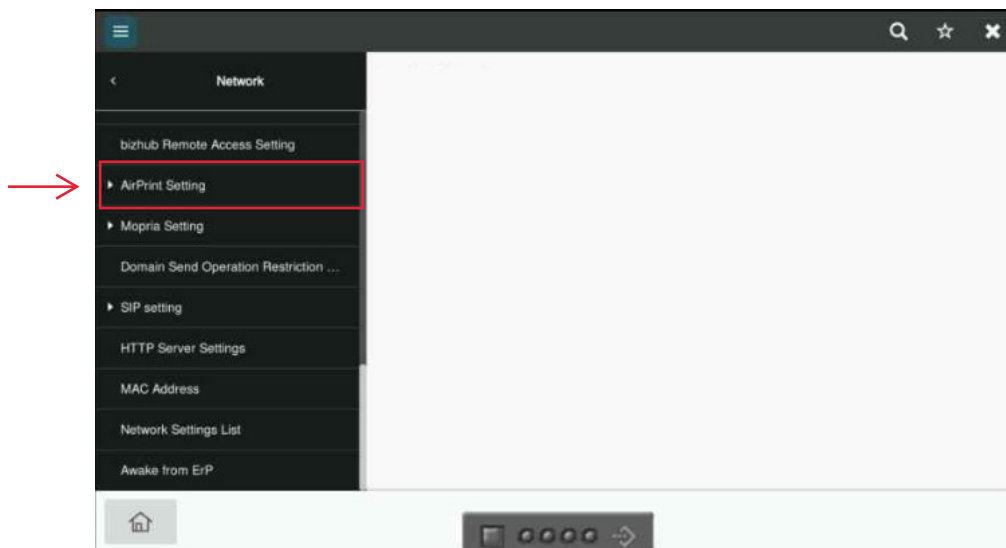 Network
bizhub Remote Access Setting
AirPrint Setting
Mopria Setting
Domain Send Operation Restriction ...
SIP setting
HTTP Server Settings
MAC Address
Network Settings List
Awake from ErP